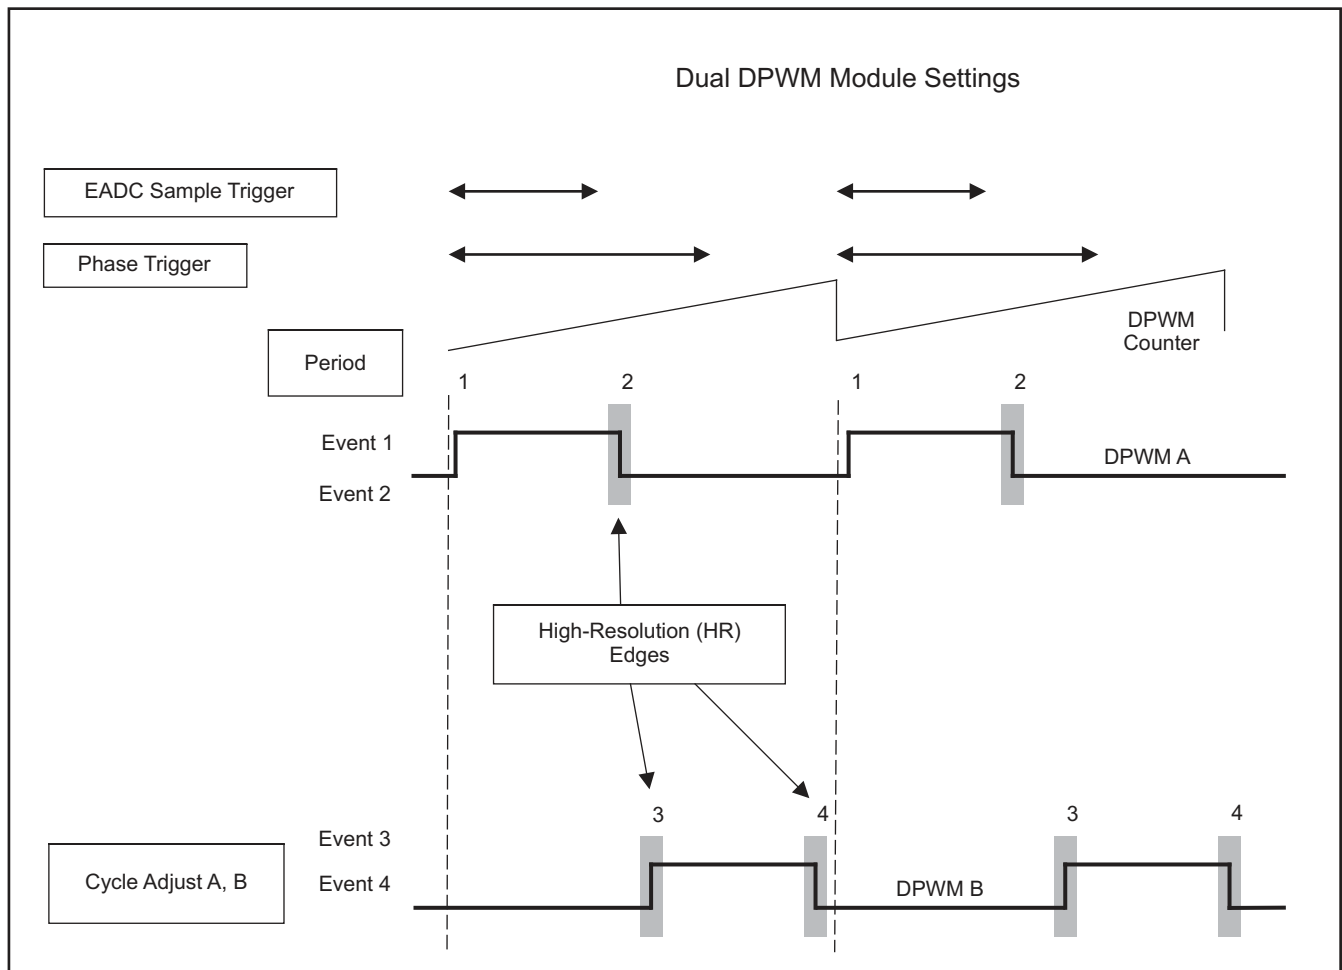 Dual DPWM Module Settings
EADC Sample Trigger
Phase Trigger
DPWM
Counter
Period
1
2
1
2
Event 1
DPWM A
Event 2
High-Resolution (HR)
Edges
3
4
3
4
Event 3
Cycle Adjust A, B
Event 4
DPWM B